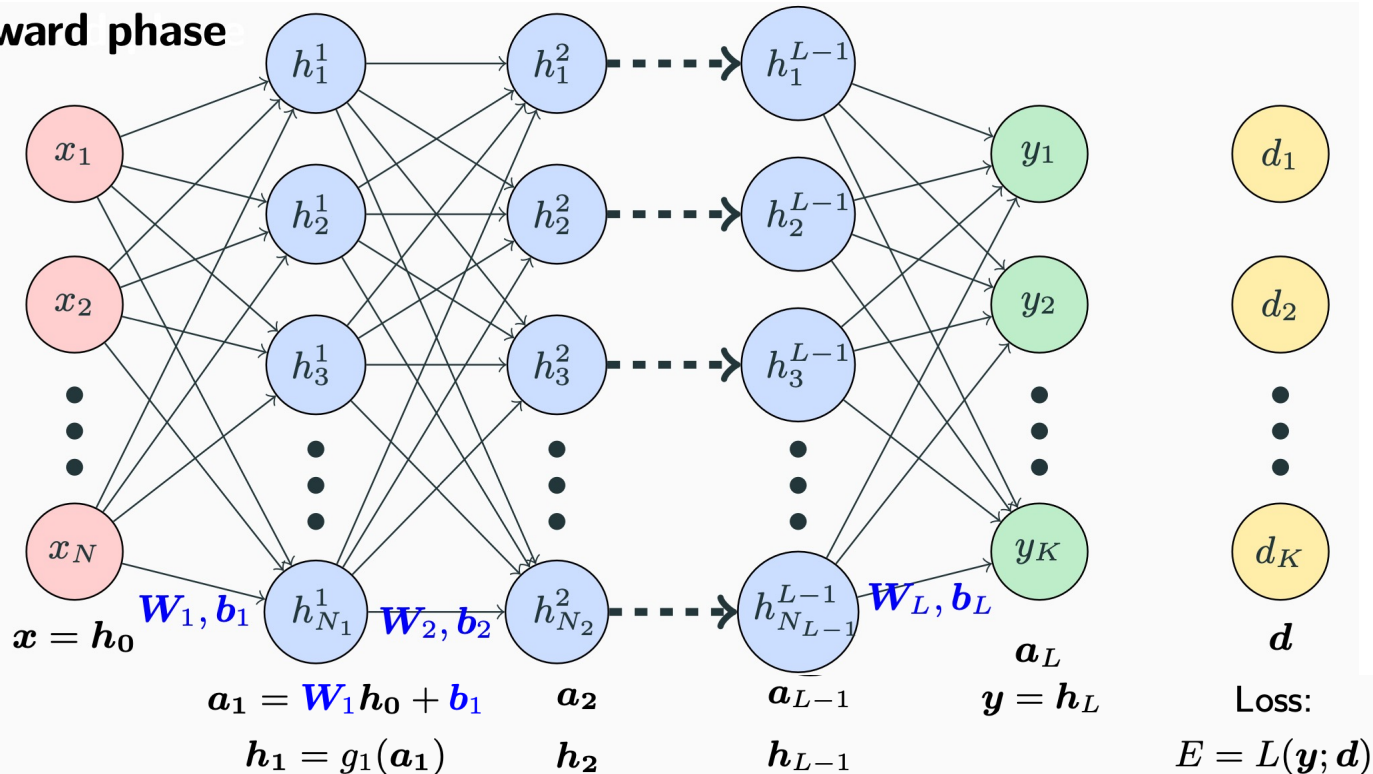 ward phase
h_1^1 h_1^2 h_1^{L-1}
x_1 y_1 d_1
h_2^1 h_2^2 h_2^{L-1}
x_2 y_2 d_2
h_3^1 h_3^2 h_3^{L-1}
x_N y_K d_K
h_{N_1}^1 h_{N_2}^2 h_{N_{L-1}}^{L-1}
W_1, b_1 W_2, b_2 W_L, b_L
x = h_0 a_L d
a_1 = W_1 h_0 + b_1 a_2 a_{L-1} y = h_L Loss:
h_1 = g_1(a_1) h_2 h_{L-1} E = L(y; d)